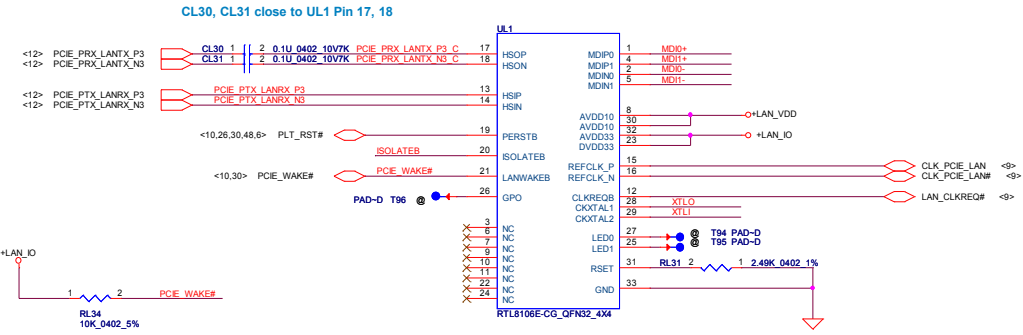 CL30, CL31 close to UL1 Pin 17, 18
UL1
<12> PCIE_PRX_LANTX_P3 CL30 1 2 0.1U_0402_10V7K PCIE_PRX_LANTX_P3_C 17 HSOP
<12> PCIE_PRX_LANTX_N3 CL31 1 2 0.1U_0402_10V7K PCIE_PRX_LANTX_N3_C 18 HSON
MDIP0 1 MDI0+
MDIP1 4 MDI1+
MDIN0 2 MDI0-
MDIN1 5 MDI1-
<12> PCIE_PTX_LANRX_P3 PCIE_PTX_LANRX_P3 13 HSIP
<12> PCIE_PTX_LANRX_N3 PCIE_PTX_LANRX_N3 14 HSIN
AVDD10 8 +LAN_VDD
AVDD10 30
AVDD33 32 +LAN_IO
DVDD33 23
<10,26,30,48,6> PLT_RST# 19 PERSTB
ISOLATEB 20 ISOLATEB
<10,30> PCIE_WAKE# PCIE_WAKE# 21 LANWAKEB
REFCLK_P 15 CLK_PCIE_LAN <9>
REFCLK_N 16 CLK_PCIE_LAN# <9>
PAD~D T96 @ 26 GPO
CLKREQB 12 LAN_CLKREQ# <9>
CKXTAL1 28 XTLO
CKXTAL2 29 XTLI
3 NC
6 NC
7 NC
9 NC
10 NC
11 NC
22 NC
24 NC
LED0 27 @ T94 PAD~D
LED1 25 @ T95 PAD~D
RSET 31 RL31 2 1 2.49K_0402_1%
GND 33
RTL8106E-CG_QFN32_4X4
+LAN_IO
1 2 PCIE_WAKE#
RL34
10K_0402_5%